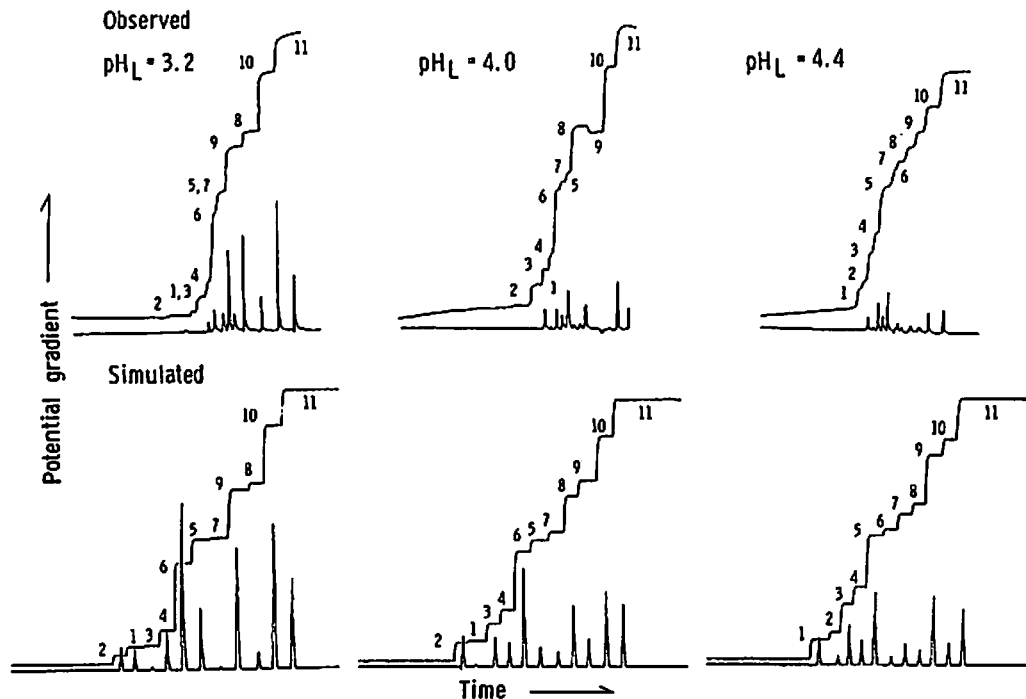 Observed
pH_L = 3.2
pH_L = 4.0
pH_L = 4.4
2 1,3 4 6 5,7 9 8 10 11
2 3 1 4 6 7 5 8 9 10 11
1 2 3 4 5 7 8 6 9 10 11
Potential gradient
Simulated
2 1 3 4 6 5 7 9 8 10 11
2 1 3 4 6 5 7 8 9 10 11
1 2 3 4 5 6 7 8 9 10 11
Time